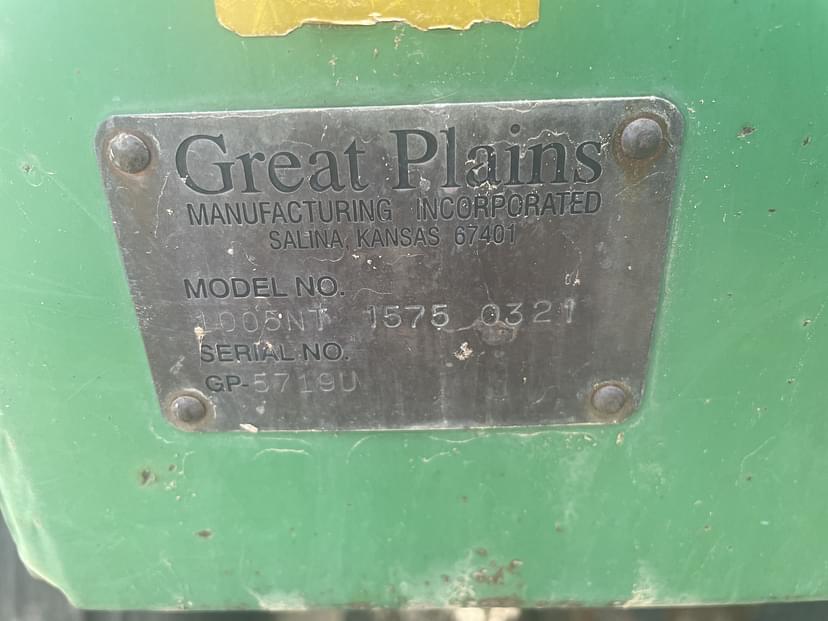 Great Plains
MANUFACTURING INCORPORATED
SALINA, KANSAS 67401
MODEL NO.
1005NT 1575 0321
SERIAL NO.
GP-5719U